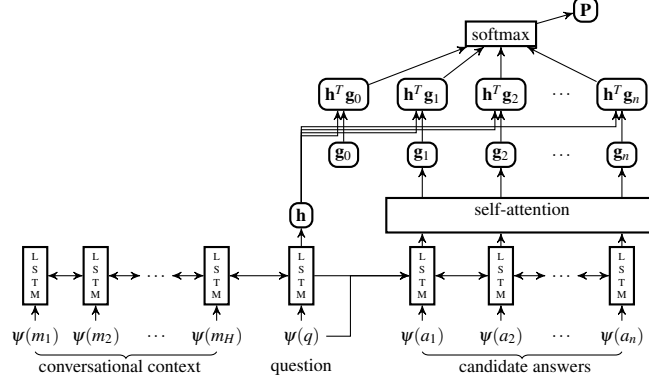 P
softmax
h^T g_0 h^T g_1 h^T g_2 ... h^T g_n
g_0 g_1 g_2 ... g_n
h self-attention
LSTM LSTM ... LSTM LSTM LSTM LSTM ... LSTM
ψ(m_1) ψ(m_2) ... ψ(m_H) ψ(q) ψ(a_1) ψ(a_2) ... ψ(a_n)
conversational context question candidate answers